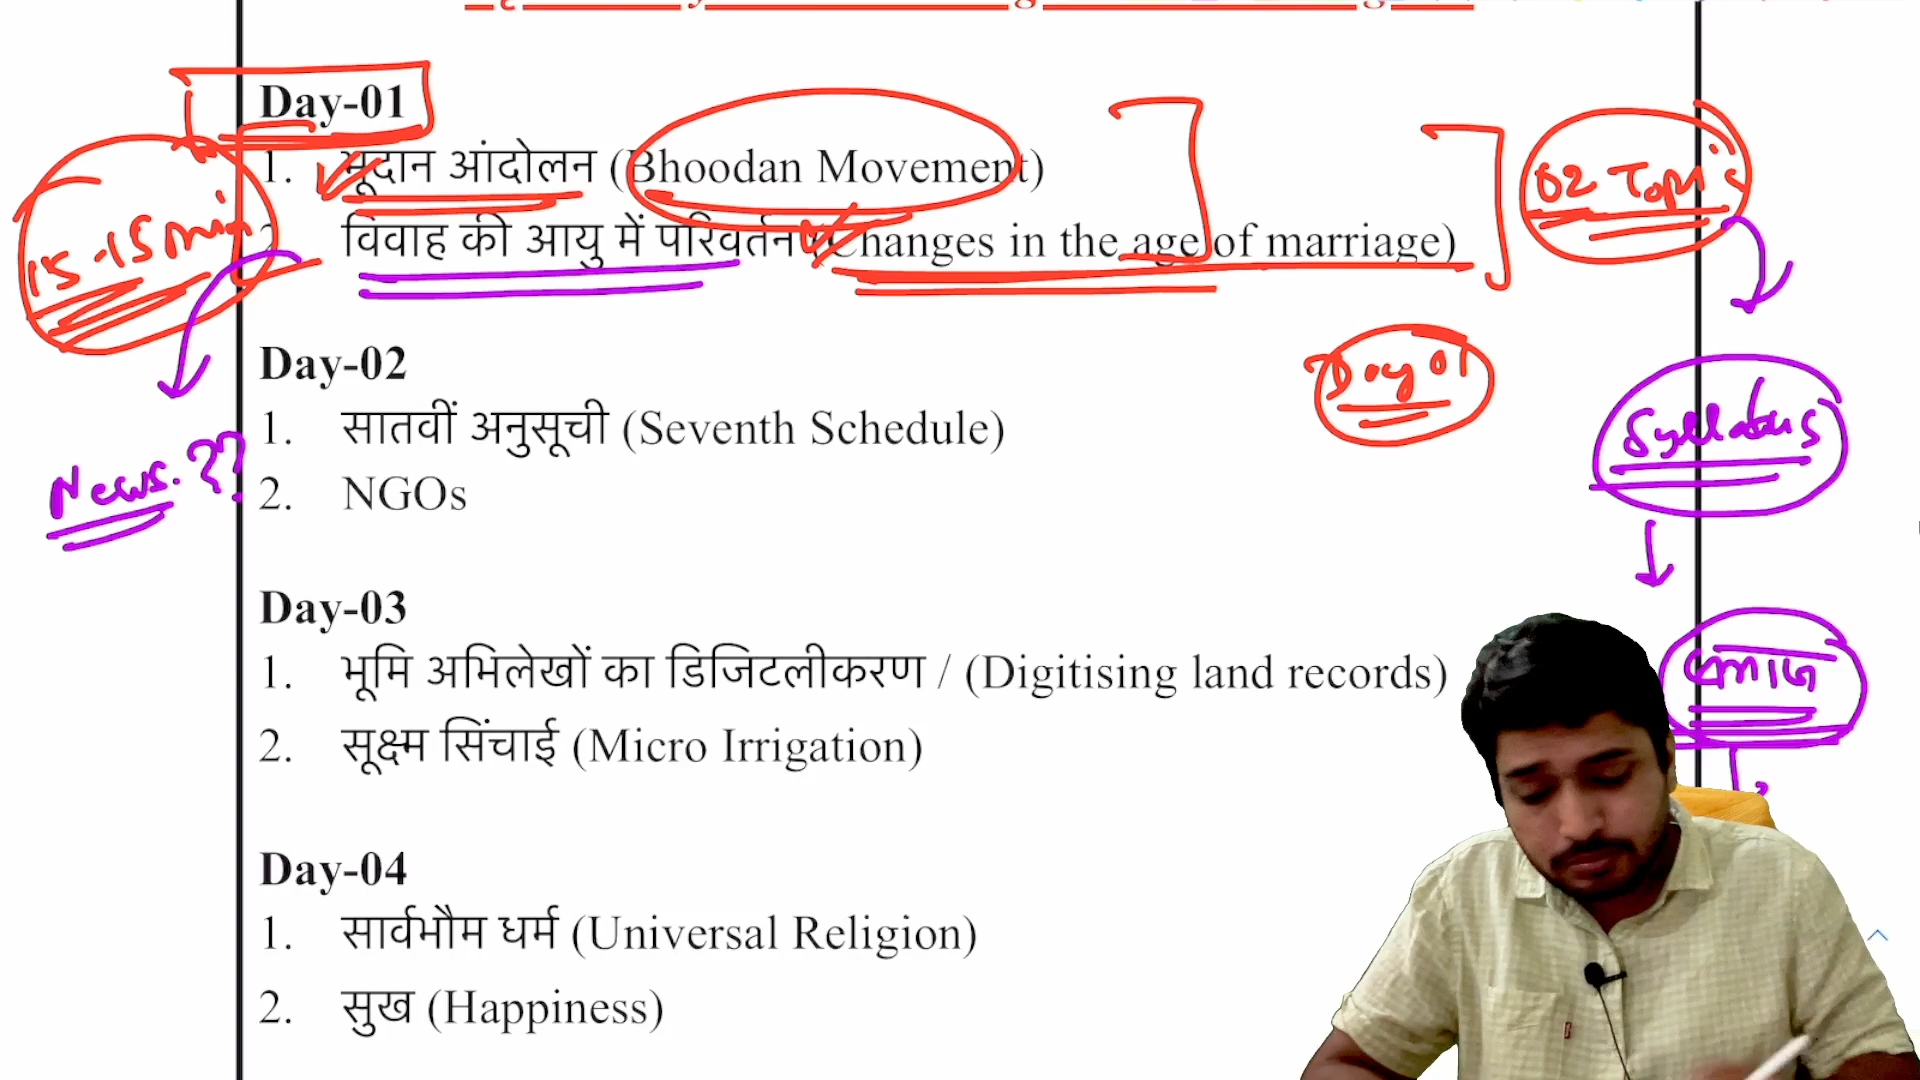 Day-01
1. भूदान आंदोलन (Bhoodan Movement)
02 Topic
15-15 min
2. विवाह की आयु में परिवर्तन (Changes in the age of marriage)
Day-02
Day 01
1. सातवीं अनुसूची (Seventh Schedule)
Syllabus
News. ??
2. NGOs
Day-03
1. भूमि अभिलेखों का डिजिटलीकरण / (Digitising land records)
समाज
2. सूक्ष्म सिंचाई (Micro Irrigation)
Day-04
1. सार्वभौम धर्म (Universal Religion)
2. सुख (Happiness)